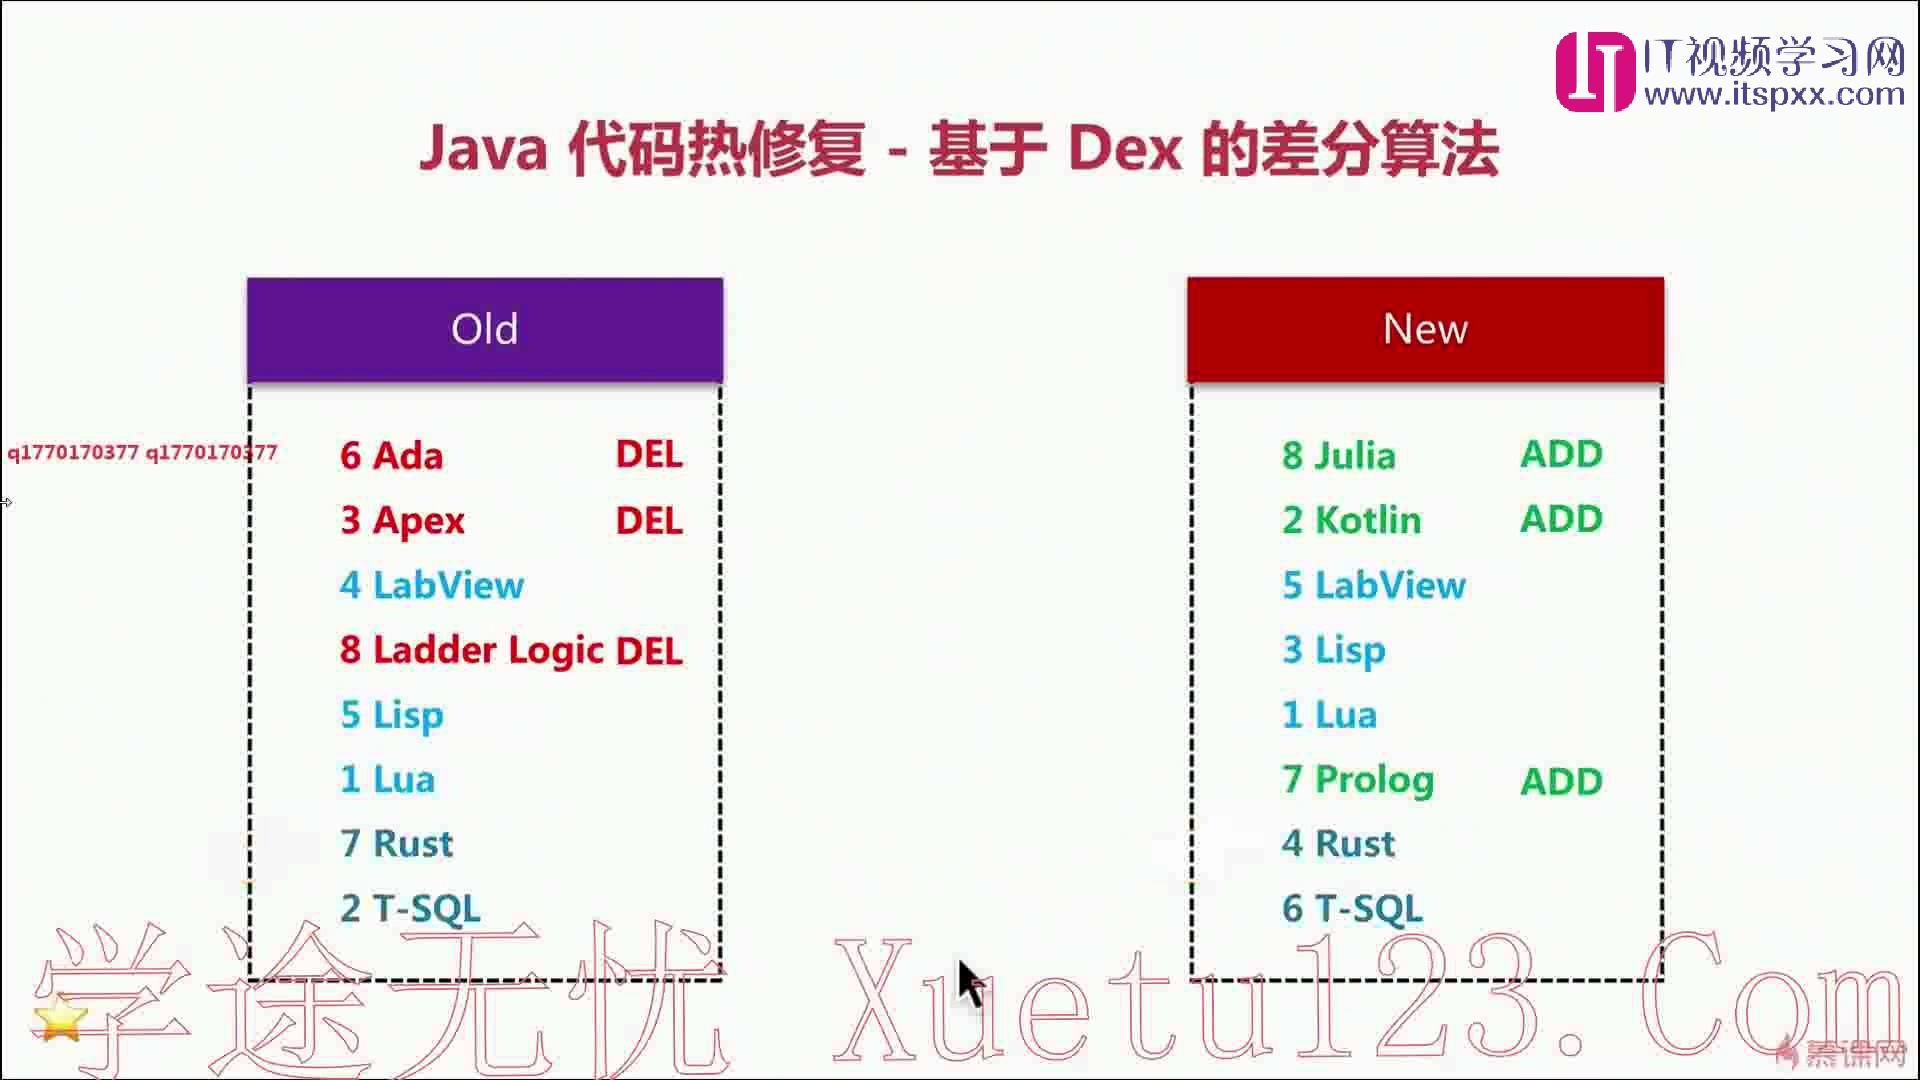 IT视频学习网
www.itspxx.com
Java 代码热修复 - 基于 Dex 的差分算法
Old
New
q1770170377 q1770170377
6 Ada DEL
3 Apex DEL
4 LabView
8 Ladder Logic DEL
5 Lisp
1 Lua
7 Rust
2 T-SQL
8 Julia ADD
2 Kotlin ADD
5 LabView
3 Lisp
1 Lua
7 Prolog ADD
4 Rust
6 T-SQL
学途无忧 Xuetu123.Com
慕课网